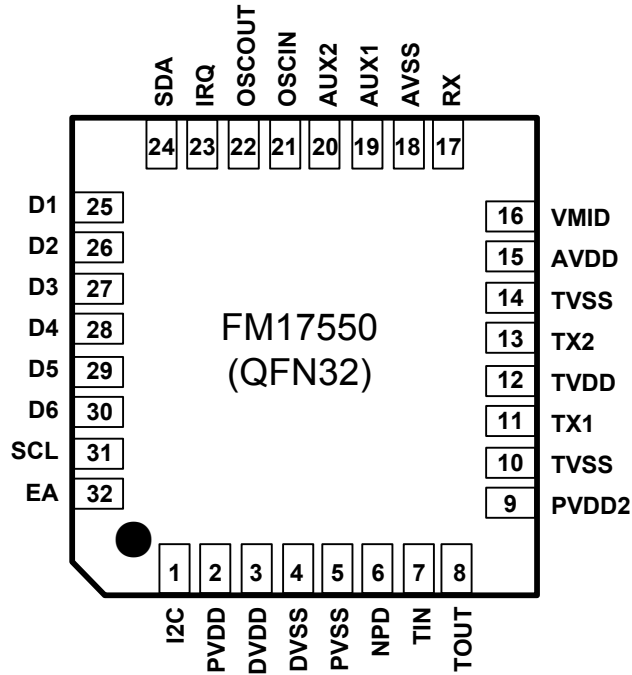 SDA
IRQ
OSCOUT
OSCIN
AUX2
AUX1
AVSS
RX
24
23
22
21
20
19
18
17
D1
25
D2
26
D3
27
D4
28
D5
29
D6
30
SCL
31
EA
32
FM17550
(QFN32)
16
VMID
15
AVDD
14
TVSS
13
TX2
12
TVDD
11
TX1
10
TVSS
9
PVDD2
1
2
3
4
5
6
7
8
I2C
PVDD
DVDD
DVSS
PVSS
NPD
TIN
TOUT